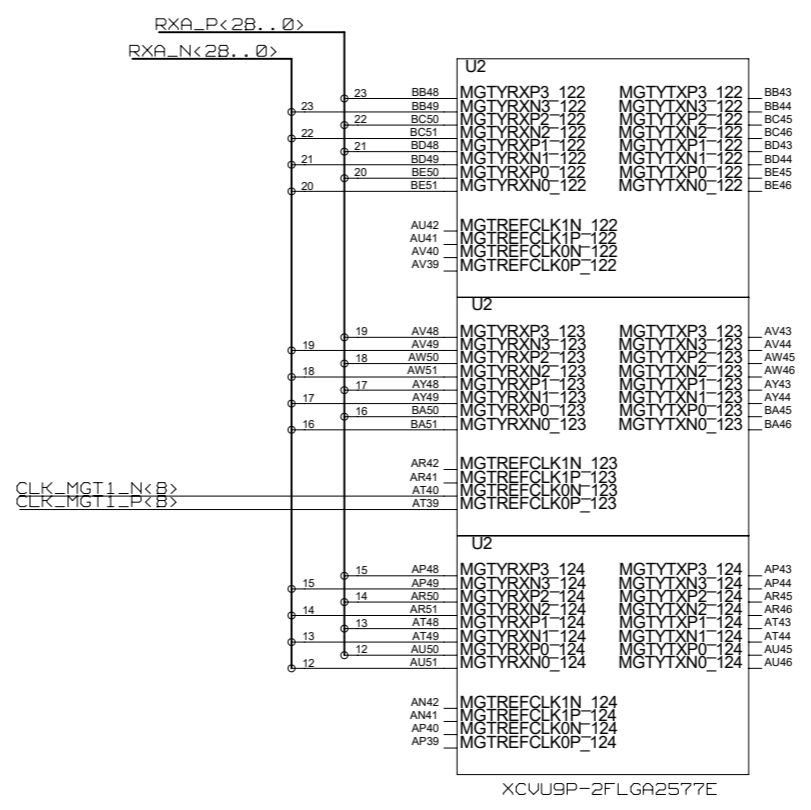 RXA_P<28..0>
RXA_N<28..0>
U2
23 BB48 MGTYRXP3_122 MGTYTXP3_122 BB43
23 BB49 MGTYRXN3_122 MGTYTXN3_122 BB44
22 BC50 MGTYRXP2_122 MGTYTXP2_122 BC45
22 BC51 MGTYRXN2_122 MGTYTXN2_122 BC46
21 BD48 MGTYRXP1_122 MGTYTXP1_122 BD43
21 BD49 MGTYRXN1_122 MGTYTXN1_122 BD44
20 BE50 MGTYRXP0_122 MGTYTXP0_122 BE45
20 BE51 MGTYRXN0_122 MGTYTXN0_122 BE46
AU42 MGTREFCLK1N_122
AU41 MGTREFCLK1P_122
AV40 MGTREFCLK0N_122
AV39 MGTREFCLK0P_122
U2
19 AV48 MGTYRXP3_123 MGTYTXP3_123 AV43
19 AV49 MGTYRXN3_123 MGTYTXN3_123 AV44
18 AW50 MGTYRXP2_123 MGTYTXP2_123 AW45
18 AW51 MGTYRXN2_123 MGTYTXN2_123 AW46
17 AY48 MGTYRXP1_123 MGTYTXP1_123 AY43
17 AY49 MGTYRXN1_123 MGTYTXN1_123 AY44
16 BA50 MGTYRXP0_123 MGTYTXP0_123 BA45
16 BA51 MGTYRXN0_123 MGTYTXN0_123 BA46
AR42 MGTREFCLK1N_123
AR41 MGTREFCLK1P_123
CLK_MGT1_N<8> AT40 MGTREFCLK0N_123
CLK_MGT1_P<8> AT39 MGTREFCLK0P_123
U2
15 AP48 MGTYRXP3_124 MGTYTXP3_124 AP43
15 AP49 MGTYRXN3_124 MGTYTXN3_124 AP44
14 AR50 MGTYRXP2_124 MGTYTXP2_124 AR45
14 AR51 MGTYRXN2_124 MGTYTXN2_124 AR46
13 AT48 MGTYRXP1_124 MGTYTXP1_124 AT43
13 AT49 MGTYRXN1_124 MGTYTXN1_124 AT44
12 AU50 MGTYRXP0_124 MGTYTXP0_124 AU45
12 AU51 MGTYRXN0_124 MGTYTXN0_124 AU46
AN42 MGTREFCLK1N_124
AN41 MGTREFCLK1P_124
AP40 MGTREFCLK0N_124
AP39 MGTREFCLK0P_124
XCVU9P-2FLGA2577E